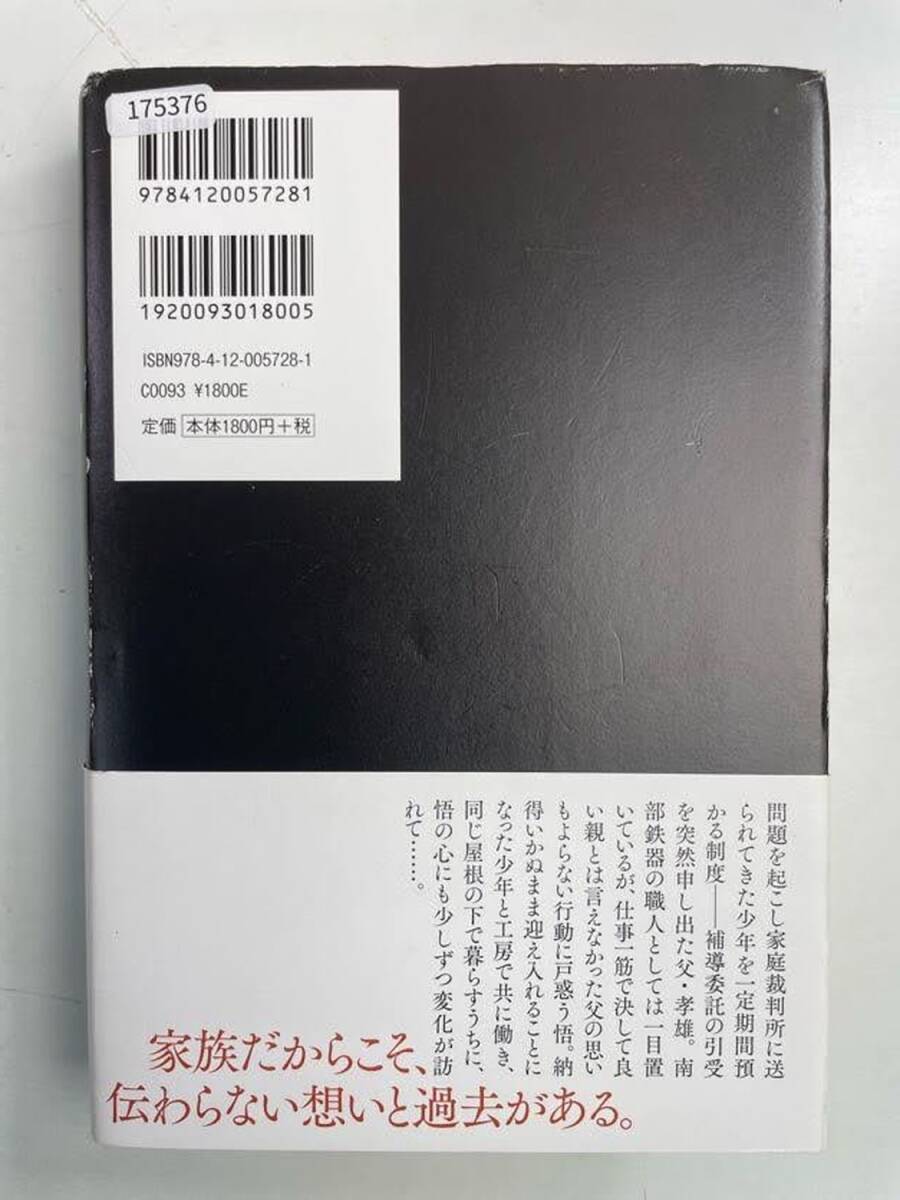 175376
9784120057281
1920093018005
ISBN978-4-12-005728-1
C0093 ¥1800E
定価 本体1800円+税
問題を起こし家庭裁判所に送
られてきた少年を一定期間預
かる制度――補導委託の引受
を突然申し出た父・孝雄。南
部鉄器の職人としては一目置
いているが、仕事一筋で決して良
い親とは言えなかった父の思い
もよらない行動に戸惑う悟。納
得いかぬまま迎え入れることに
なった少年と工房で共に働き、
同じ屋根の下で暮らすうちに、
悟の心にも少しずつ変化が訪
れて……。
家族だからこそ、
伝わらない想いと過去がある。